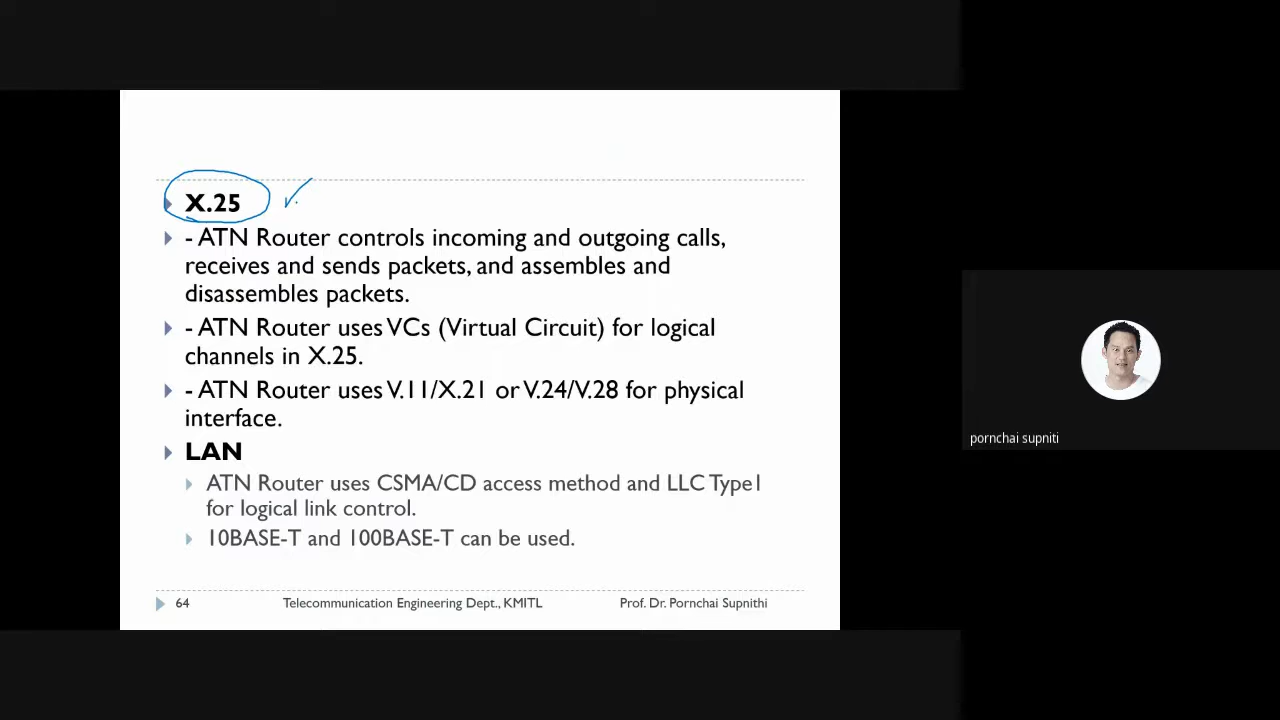 X.25
- ATN Router controls incoming and outgoing calls,
receives and sends packets, and assembles and
disassembles packets.
- ATN Router uses VCs (Virtual Circuit) for logical
channels in X.25.
- ATN Router uses V.11/X.21 or V.24/V.28 for physical
interface.
LAN
ATN Router uses CSMA/CD access method and LLC Type1
for logical link control.
10BASE-T and 100BASE-T can be used.
64 Telecommunication Engineering Dept., KMITL Prof. Dr. Pornchai Supnithi
pornchai supniti